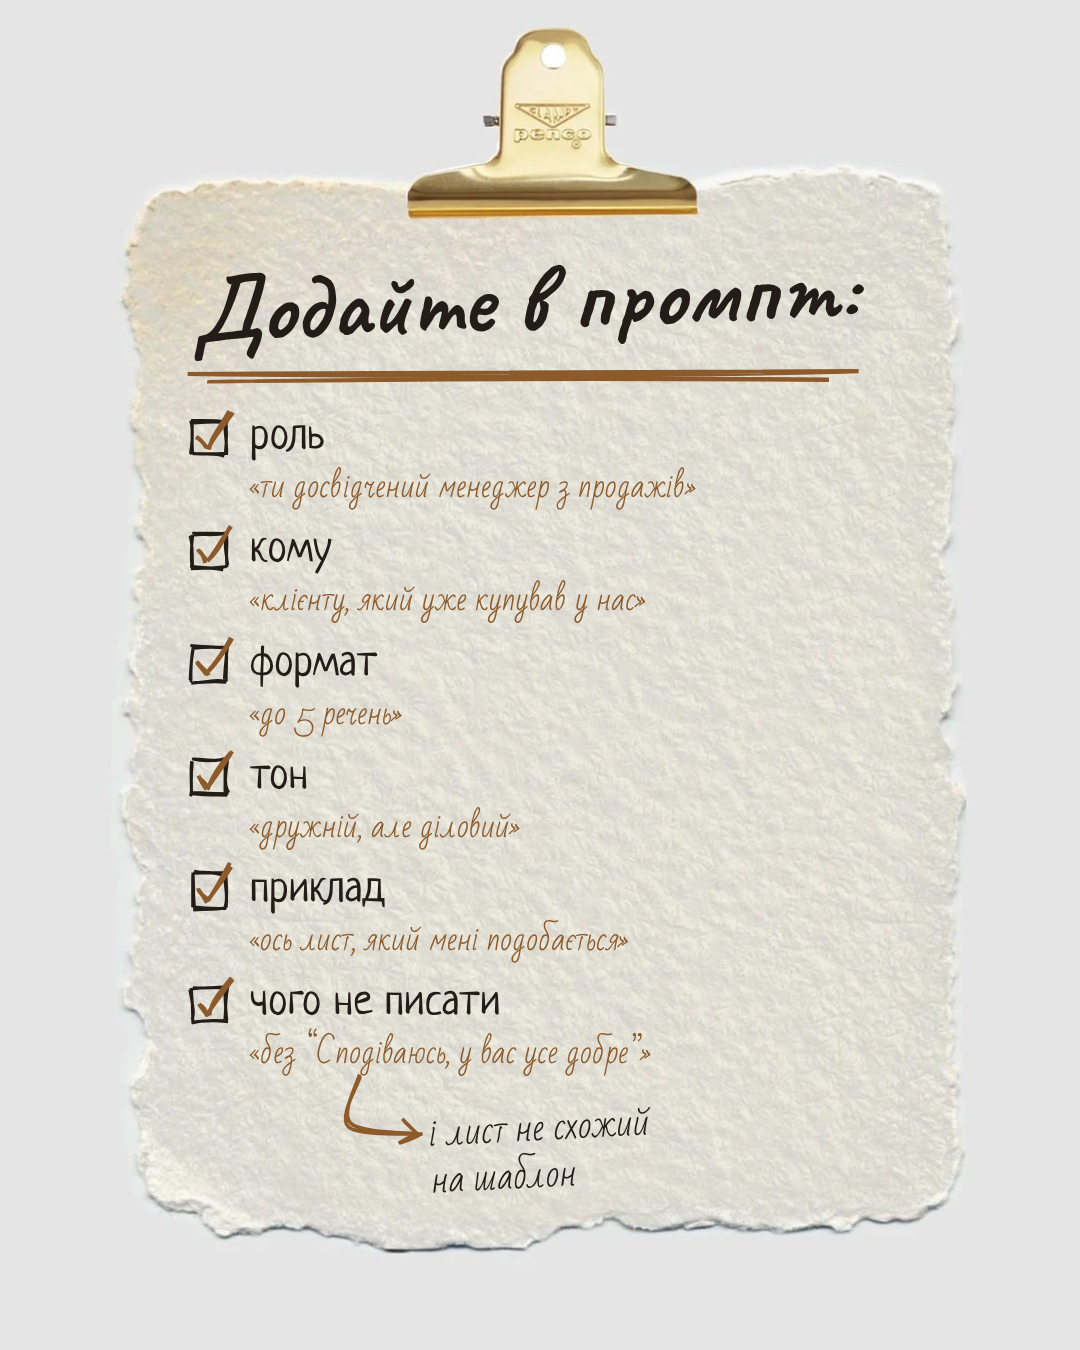 CLAMPY
penco
Додайте в промпт:
роль
«ти досвідчений менеджер з продажів»
кому
«клієнту, який уже купував у нас»
формат
«до 5 речень»
тон
«дружній, але діловий»
приклад
«ось лист, який мені подобається»
чого не писати
«без “Сподіваюсь, у вас усе добре”»
і лист не схожий
на шаблон